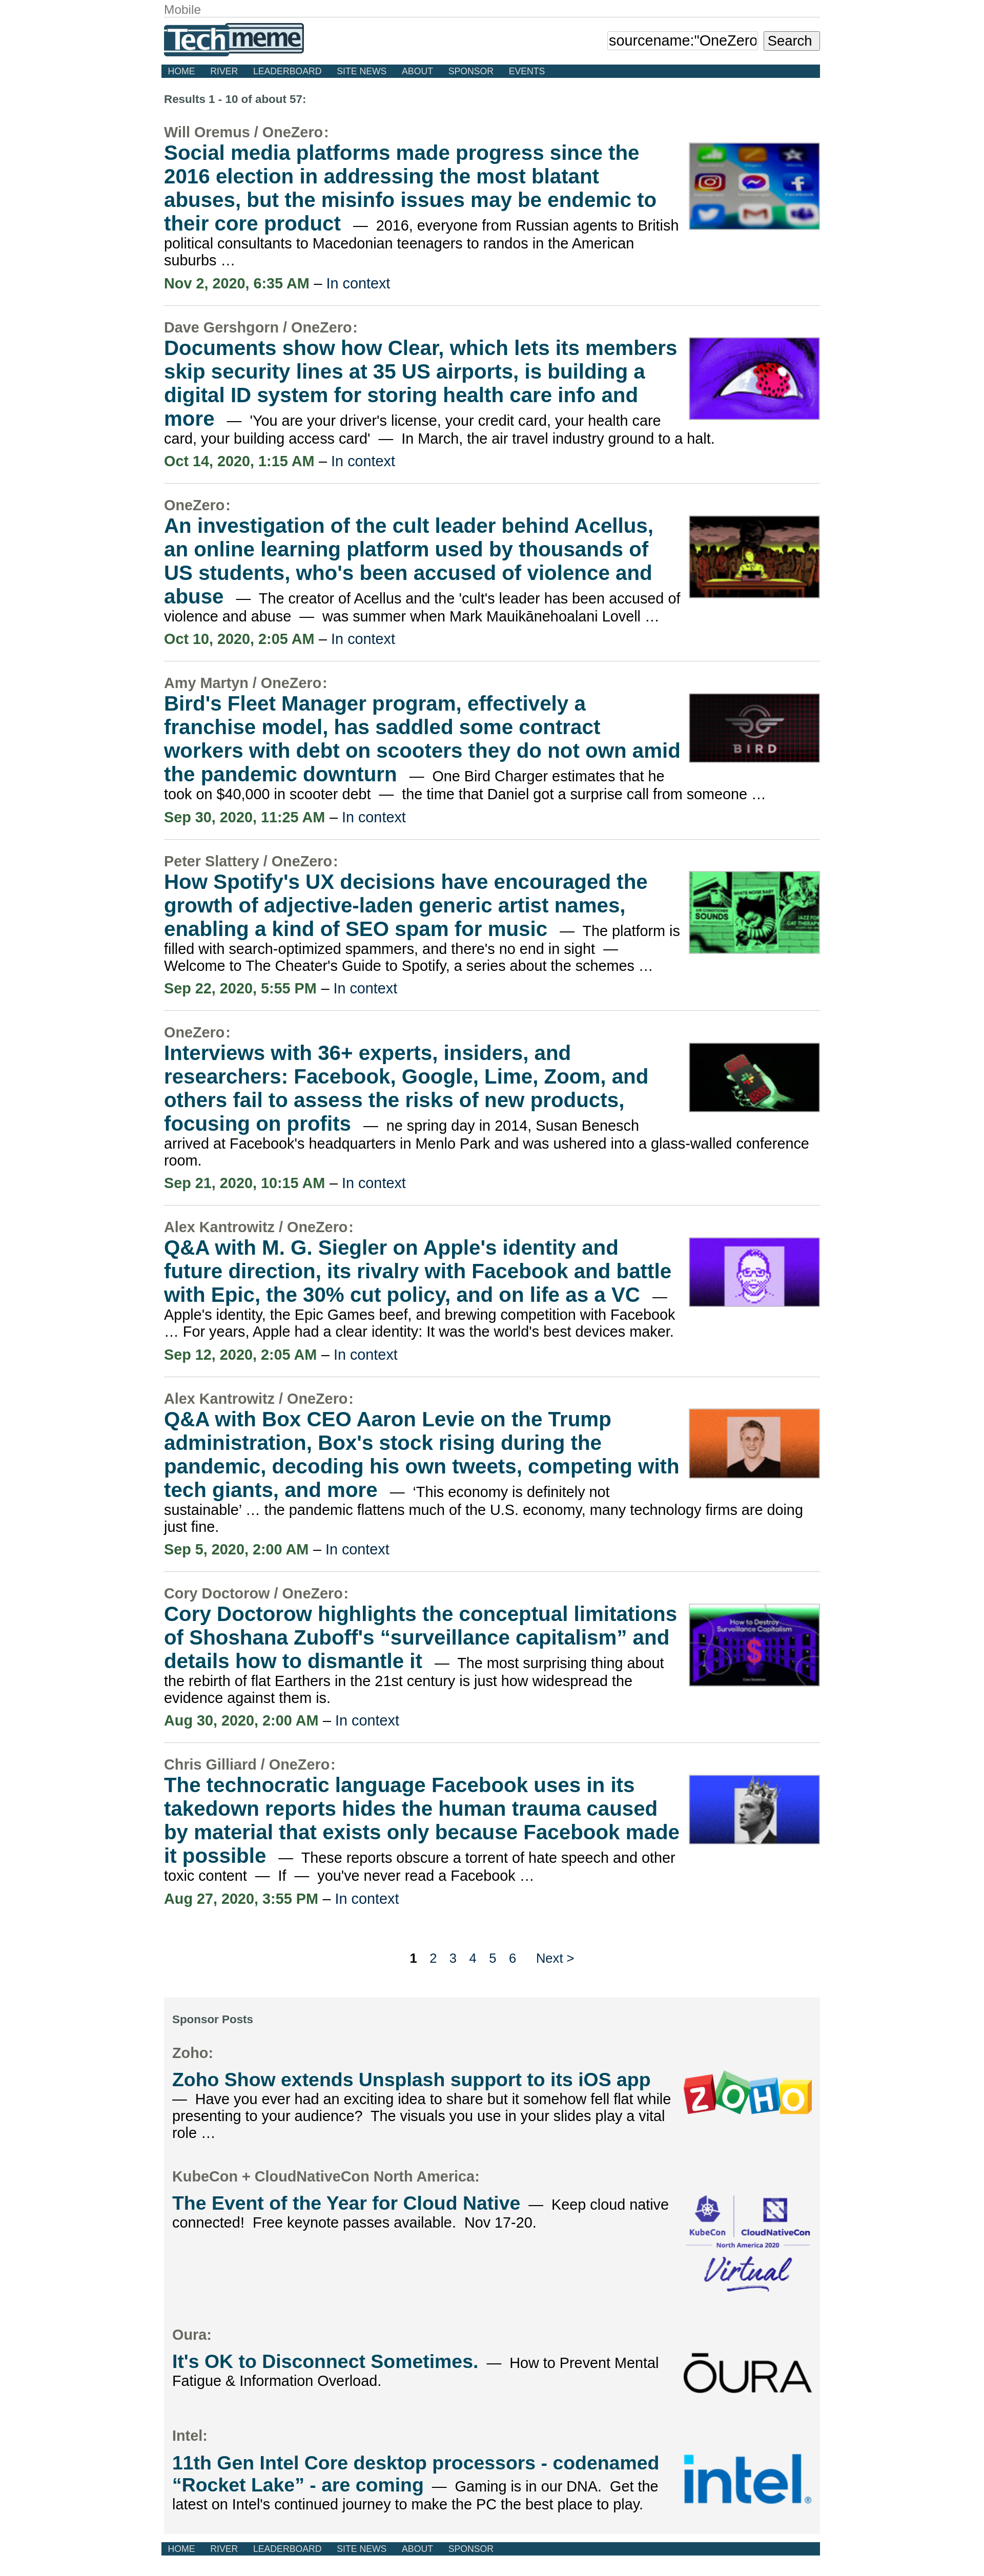 Mobile
Techmeme
sourcename:"OneZero
Search
HOME RIVER LEADERBOARD SITE NEWS ABOUT SPONSOR EVENTS
Results 1 - 10 of about 57:
Will Oremus / OneZero:
Social media platforms made progress since the
2016 election in addressing the most blatant
abuses, but the misinfo issues may be endemic to
their core product — 2016, everyone from Russian agents to British
political consultants to Macedonian teenagers to randos in the American
suburbs …
Nov 2, 2020, 6:35 AM – In context
Dave Gershgorn / OneZero:
Documents show how Clear, which lets its members
skip security lines at 35 US airports, is building a
digital ID system for storing health care info and
more — 'You are your driver's license, your credit card, your health care
card, your building access card' — In March, the air travel industry ground to a halt.
Oct 14, 2020, 1:15 AM – In context
OneZero:
An investigation of the cult leader behind Acellus,
an online learning platform used by thousands of
US students, who's been accused of violence and
abuse — The creator of Acellus and the 'cult's leader has been accused of
violence and abuse — was summer when Mark Mauikānehoalani Lovell …
Oct 10, 2020, 2:05 AM – In context
Amy Martyn / OneZero:
Bird's Fleet Manager program, effectively a
franchise model, has saddled some contract
workers with debt on scooters they do not own amid
the pandemic downturn — One Bird Charger estimates that he
took on $40,000 in scooter debt — the time that Daniel got a surprise call from someone …
BIRD
Sep 30, 2020, 11:25 AM – In context
Peter Slattery / OneZero:
How Spotify's UX decisions have encouraged the
growth of adjective-laden generic artist names,
enabling a kind of SEO spam for music — The platform is
filled with search-optimized spammers, and there's no end in sight —
Welcome to The Cheater's Guide to Spotify, a series about the schemes …
AIR CONDITIONER
SOUNDS
WHITE NOISE BABY
JAZZ FOR
CAT THERAPY
Sep 22, 2020, 5:55 PM – In context
OneZero:
Interviews with 36+ experts, insiders, and
researchers: Facebook, Google, Lime, Zoom, and
others fail to assess the risks of new products,
focusing on profits — ne spring day in 2014, Susan Benesch
arrived at Facebook's headquarters in Menlo Park and was ushered into a glass-walled conference
room.
Sep 21, 2020, 10:15 AM – In context
Alex Kantrowitz / OneZero:
Q&A with M. G. Siegler on Apple's identity and
future direction, its rivalry with Facebook and battle
with Epic, the 30% cut policy, and on life as a VC —
Apple's identity, the Epic Games beef, and brewing competition with Facebook
… For years, Apple had a clear identity: It was the world's best devices maker.
Sep 12, 2020, 2:05 AM – In context
Alex Kantrowitz / OneZero:
Q&A with Box CEO Aaron Levie on the Trump
administration, Box's stock rising during the
pandemic, decoding his own tweets, competing with
tech giants, and more — ‘This economy is definitely not
sustainable’ … the pandemic flattens much of the U.S. economy, many technology firms are doing
just fine.
Sep 5, 2020, 2:00 AM – In context
Cory Doctorow / OneZero:
Cory Doctorow highlights the conceptual limitations
of Shoshana Zuboff's “surveillance capitalism” and
details how to dismantle it — The most surprising thing about
the rebirth of flat Earthers in the 21st century is just how widespread the
evidence against them is.
How to Destroy
Surveillance Capitalism
$
Aug 30, 2020, 2:00 AM – In context
Chris Gilliard / OneZero:
The technocratic language Facebook uses in its
takedown reports hides the human trauma caused
by material that exists only because Facebook made
it possible — These reports obscure a torrent of hate speech and other
toxic content — If — you've never read a Facebook …
Aug 27, 2020, 3:55 PM – In context
1 2 3 4 5 6 Next >
Sponsor Posts
Zoho:
Zoho Show extends Unsplash support to its iOS app
— Have you ever had an exciting idea to share but it somehow fell flat while
presenting to your audience? The visuals you use in your slides play a vital
role …
ZOHO
KubeCon + CloudNativeCon North America:
The Event of the Year for Cloud Native — Keep cloud native
connected! Free keynote passes available. Nov 17-20.
KubeCon CloudNativeCon
North America 2020
Virtual
Oura:
It's OK to Disconnect Sometimes. — How to Prevent Mental
Fatigue & Information Overload.
ŌURA
Intel:
11th Gen Intel Core desktop processors - codenamed
“Rocket Lake” - are coming — Gaming is in our DNA. Get the
latest on Intel's continued journey to make the PC the best place to play.
intel®
HOME RIVER LEADERBOARD SITE NEWS ABOUT SPONSOR